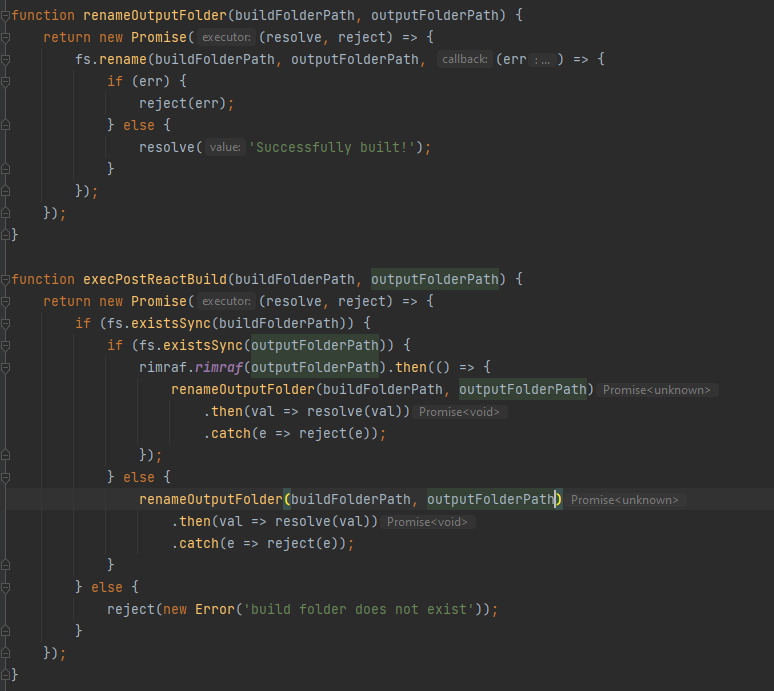 function renameOutputFolder(buildFolderPath, outputFolderPath) {
    return new Promise( executor: (resolve, reject) => {
        fs.rename(buildFolderPath, outputFolderPath, callback: (err : ... ) => {
            if (err) {
                reject(err);
            } else {
                resolve( value: 'Successfully built!');
            }
        });
    });
}

function execPostReactBuild(buildFolderPath, outputFolderPath) {
    return new Promise( executor: (resolve, reject) => {
        if (fs.existsSync(buildFolderPath)) {
            if (fs.existsSync(outputFolderPath)) {
                rimraf.rimraf(outputFolderPath).then(() => {
                    renameOutputFolder(buildFolderPath, outputFolderPath) Promise<unknown>
                        .then(val => resolve(val)) Promise<void>
                        .catch(e => reject(e));
                });
            } else {
                renameOutputFolder(buildFolderPath, outputFolderPath) Promise<unknown>
                    .then(val => resolve(val)) Promise<void>
                    .catch(e => reject(e));
            }
        } else {
            reject(new Error('build folder does not exist'));
        }
    });
}